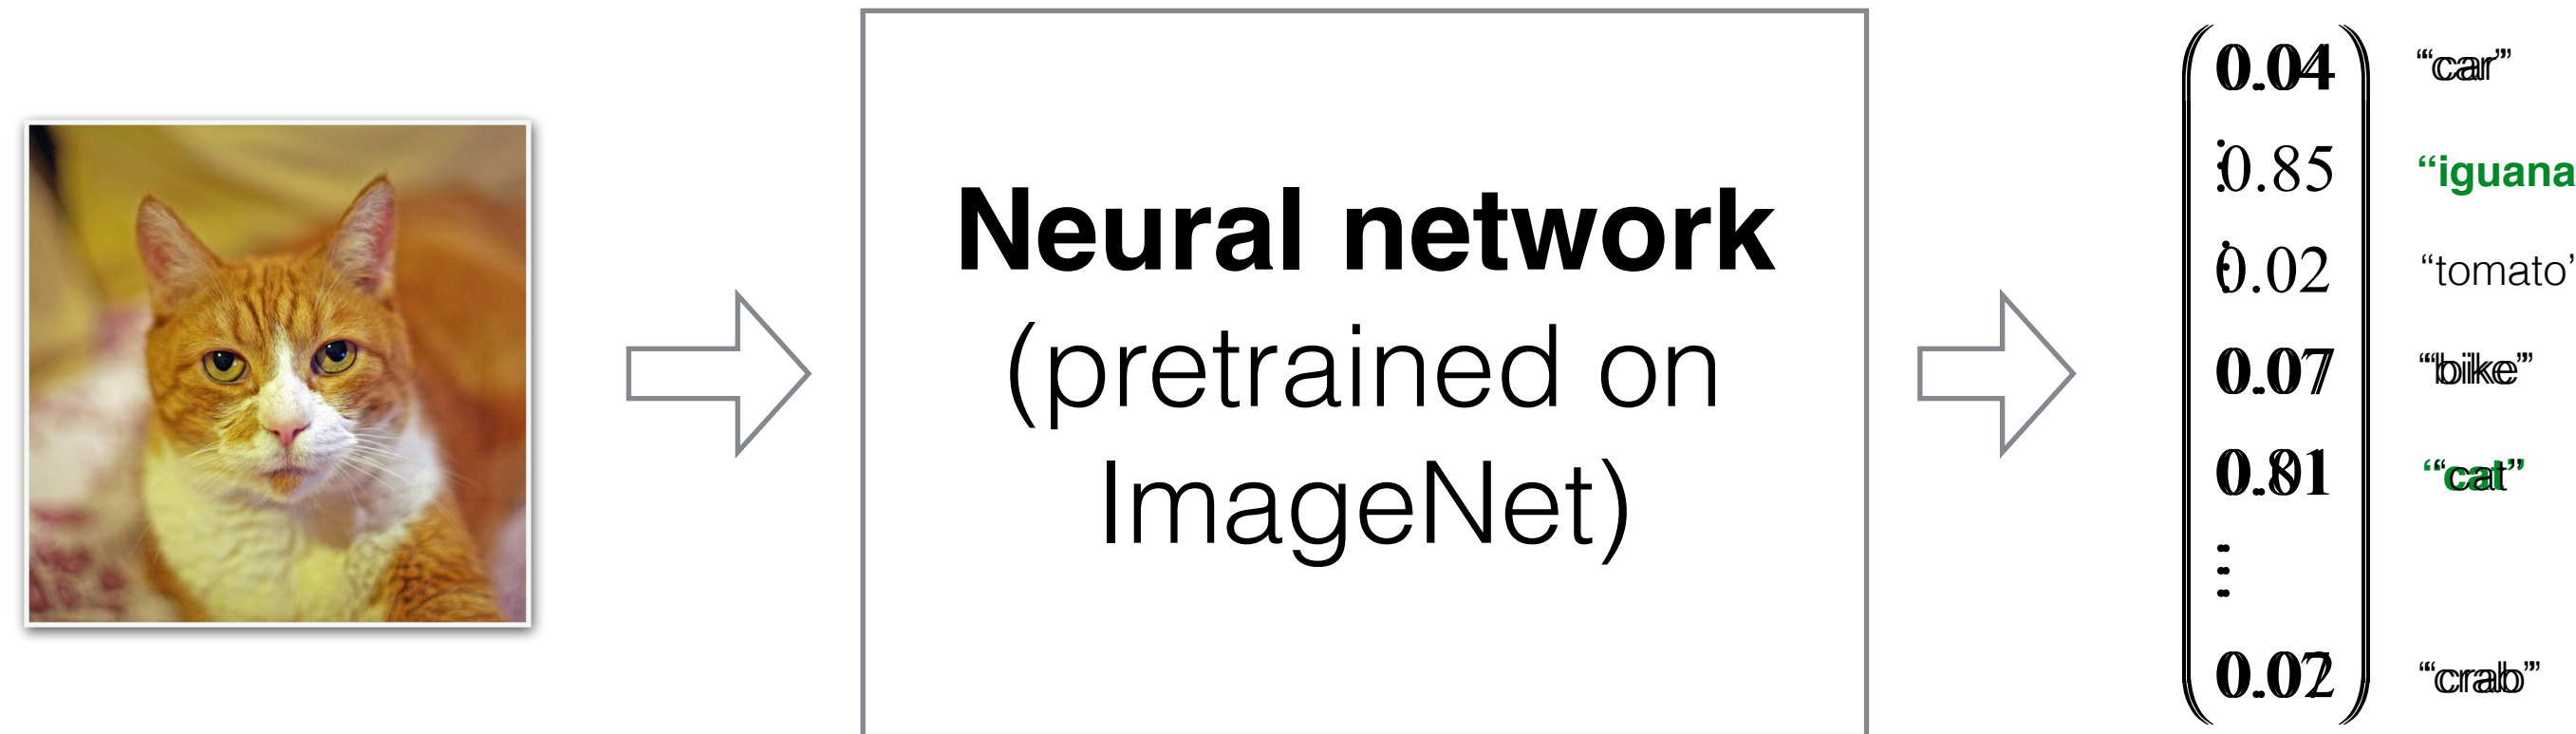 Neural network
(pretrained on
ImageNet)
0.04 “car”
0.85 “iguana
0.02 “tomato”
0.07 “bike”
“cat”
“crab”